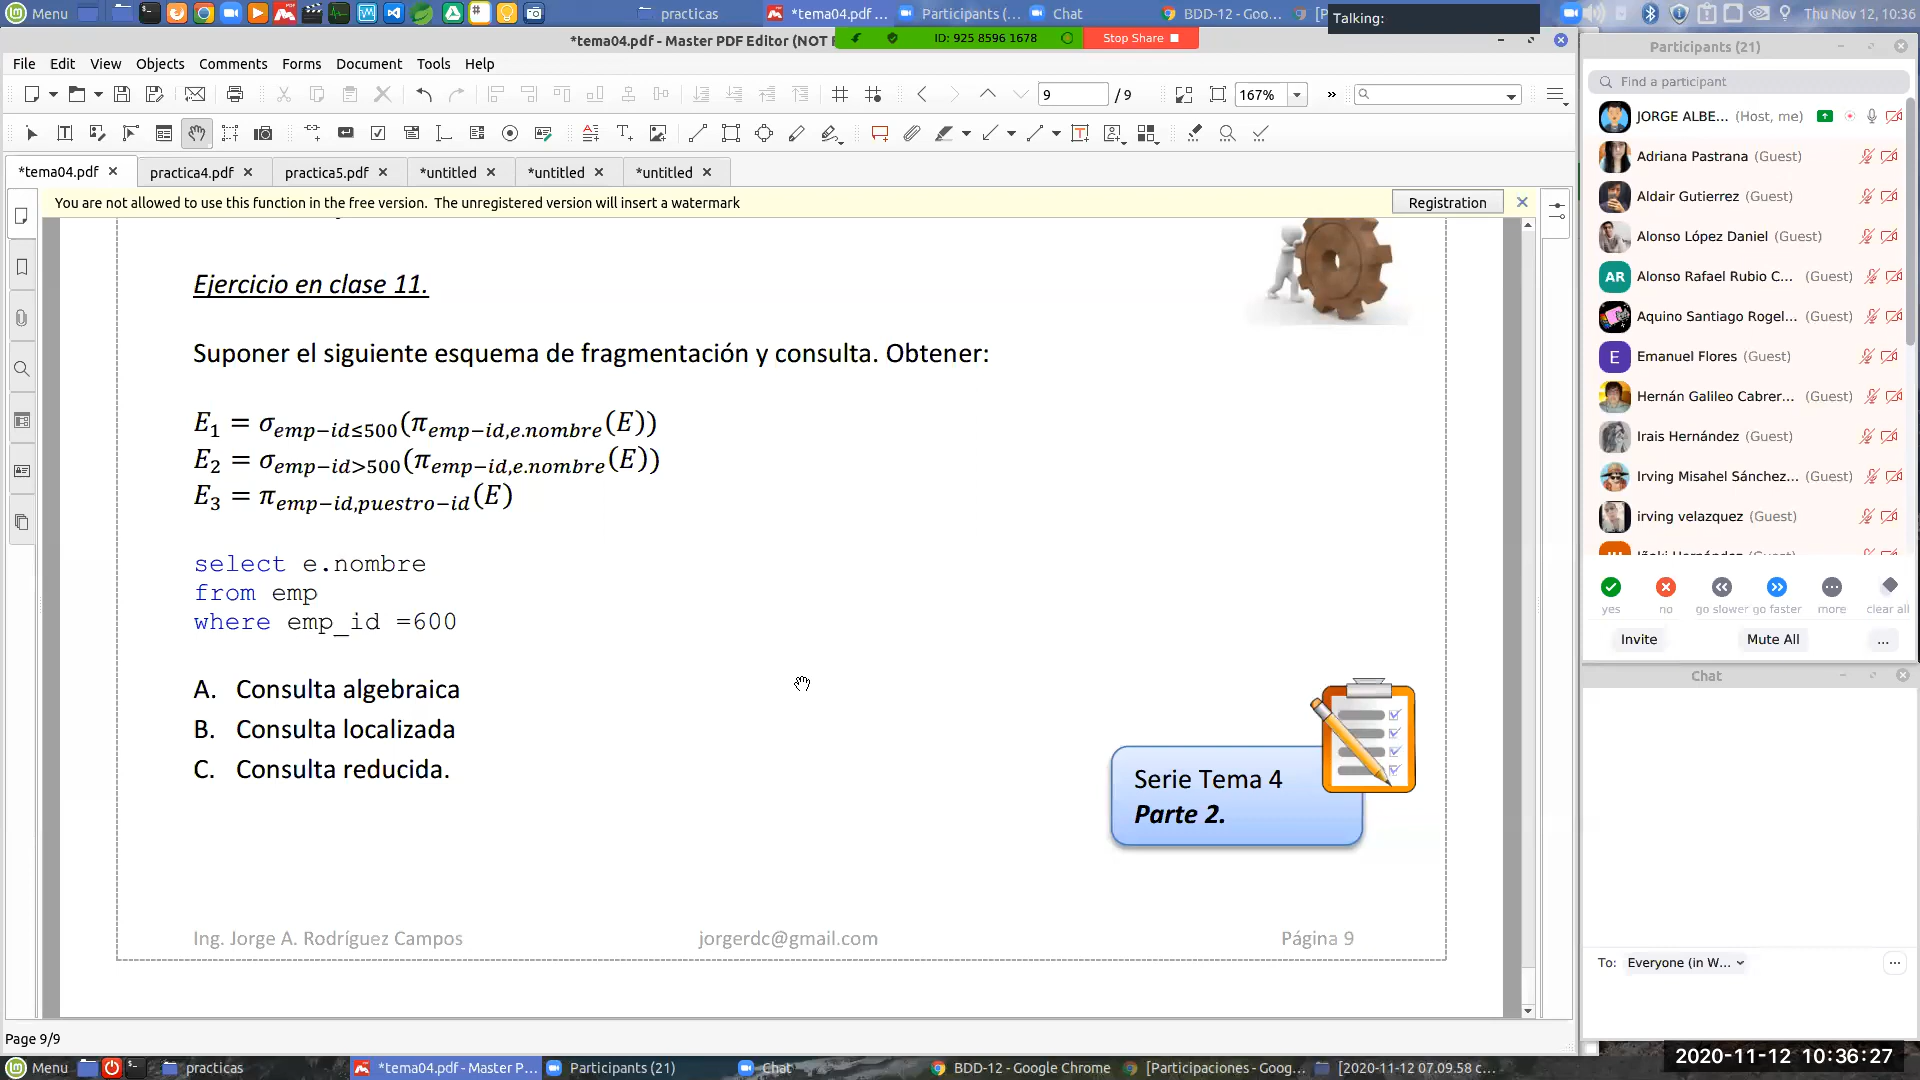 Menu
practicas
*tema04.pdf ...
Participants (...
Chat
BDD-12 - Goo...
Talking:
Thu Nov 12, 10:36
*tema04.pdf - Master PDF Editor (NOT
ID: 925 8596 1678
Stop Share
File Edit View Objects Comments Forms Document Tools Help
9 / 9
167%
*tema04.pdf
practica4.pdf
practica5.pdf
*untitled
*untitled
*untitled
You are not allowed to use this function in the free version. The unregistered version will insert a watermark
Registration
Ejercicio en clase 11.
Suponer el siguiente esquema de fragmentación y consulta. Obtener:
E₁ = σemp−id≤500(πemp−id,e.nombre(E))
E₂ = σemp−id>500(πemp−id,e.nombre(E))
E₃ = πemp−id,puestro−id(E)
select e.nombre
from emp
where emp_id =600
A. Consulta algebraica
B. Consulta localizada
C. Consulta reducida.
Serie Tema 4
Parte 2.
Ing. Jorge A. Rodríguez Campos
jorgerdc@gmail.com
Página 9
Page 9/9
Participants (21)
Find a participant
JORGE ALBE... (Host, me)
Adriana Pastrana (Guest)
Aldair Gutierrez (Guest)
Alonso López Daniel (Guest)
AR Alonso Rafael Rubio C... (Guest)
Aquino Santiago Rogel... (Guest)
E Emanuel Flores (Guest)
Hernán Galileo Cabrer... (Guest)
Irais Hernández (Guest)
Irving Misahel Sánchez... (Guest)
irving velazquez (Guest)
Iñaki Hernández (Guest)
yes no go slower go faster more clear all
Invite
Mute All
...
Chat
To: Everyone (in W...
Menu
practicas
*tema04.pdf - Master P...
Participants (21)
Chat
BDD-12 - Google Chrome
[Participaciones - Goog...
[2020-11-12 07.09.58 c...
2020-11-12 10:36:27